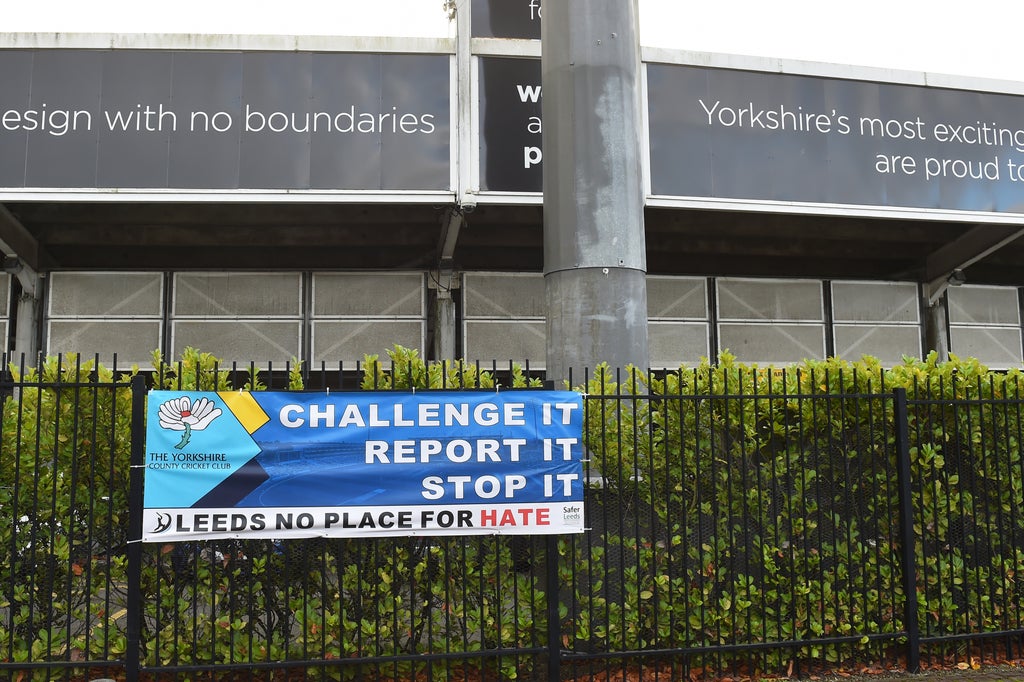 esign with no boundaries
Yorkshire's most exciting
are proud to
CHALLENGE IT
REPORT IT
STOP IT
THE YORKSHIRE
COUNTY CRICKET CLUB
LEEDS NO PLACE FOR HATE
Safer
Leeds